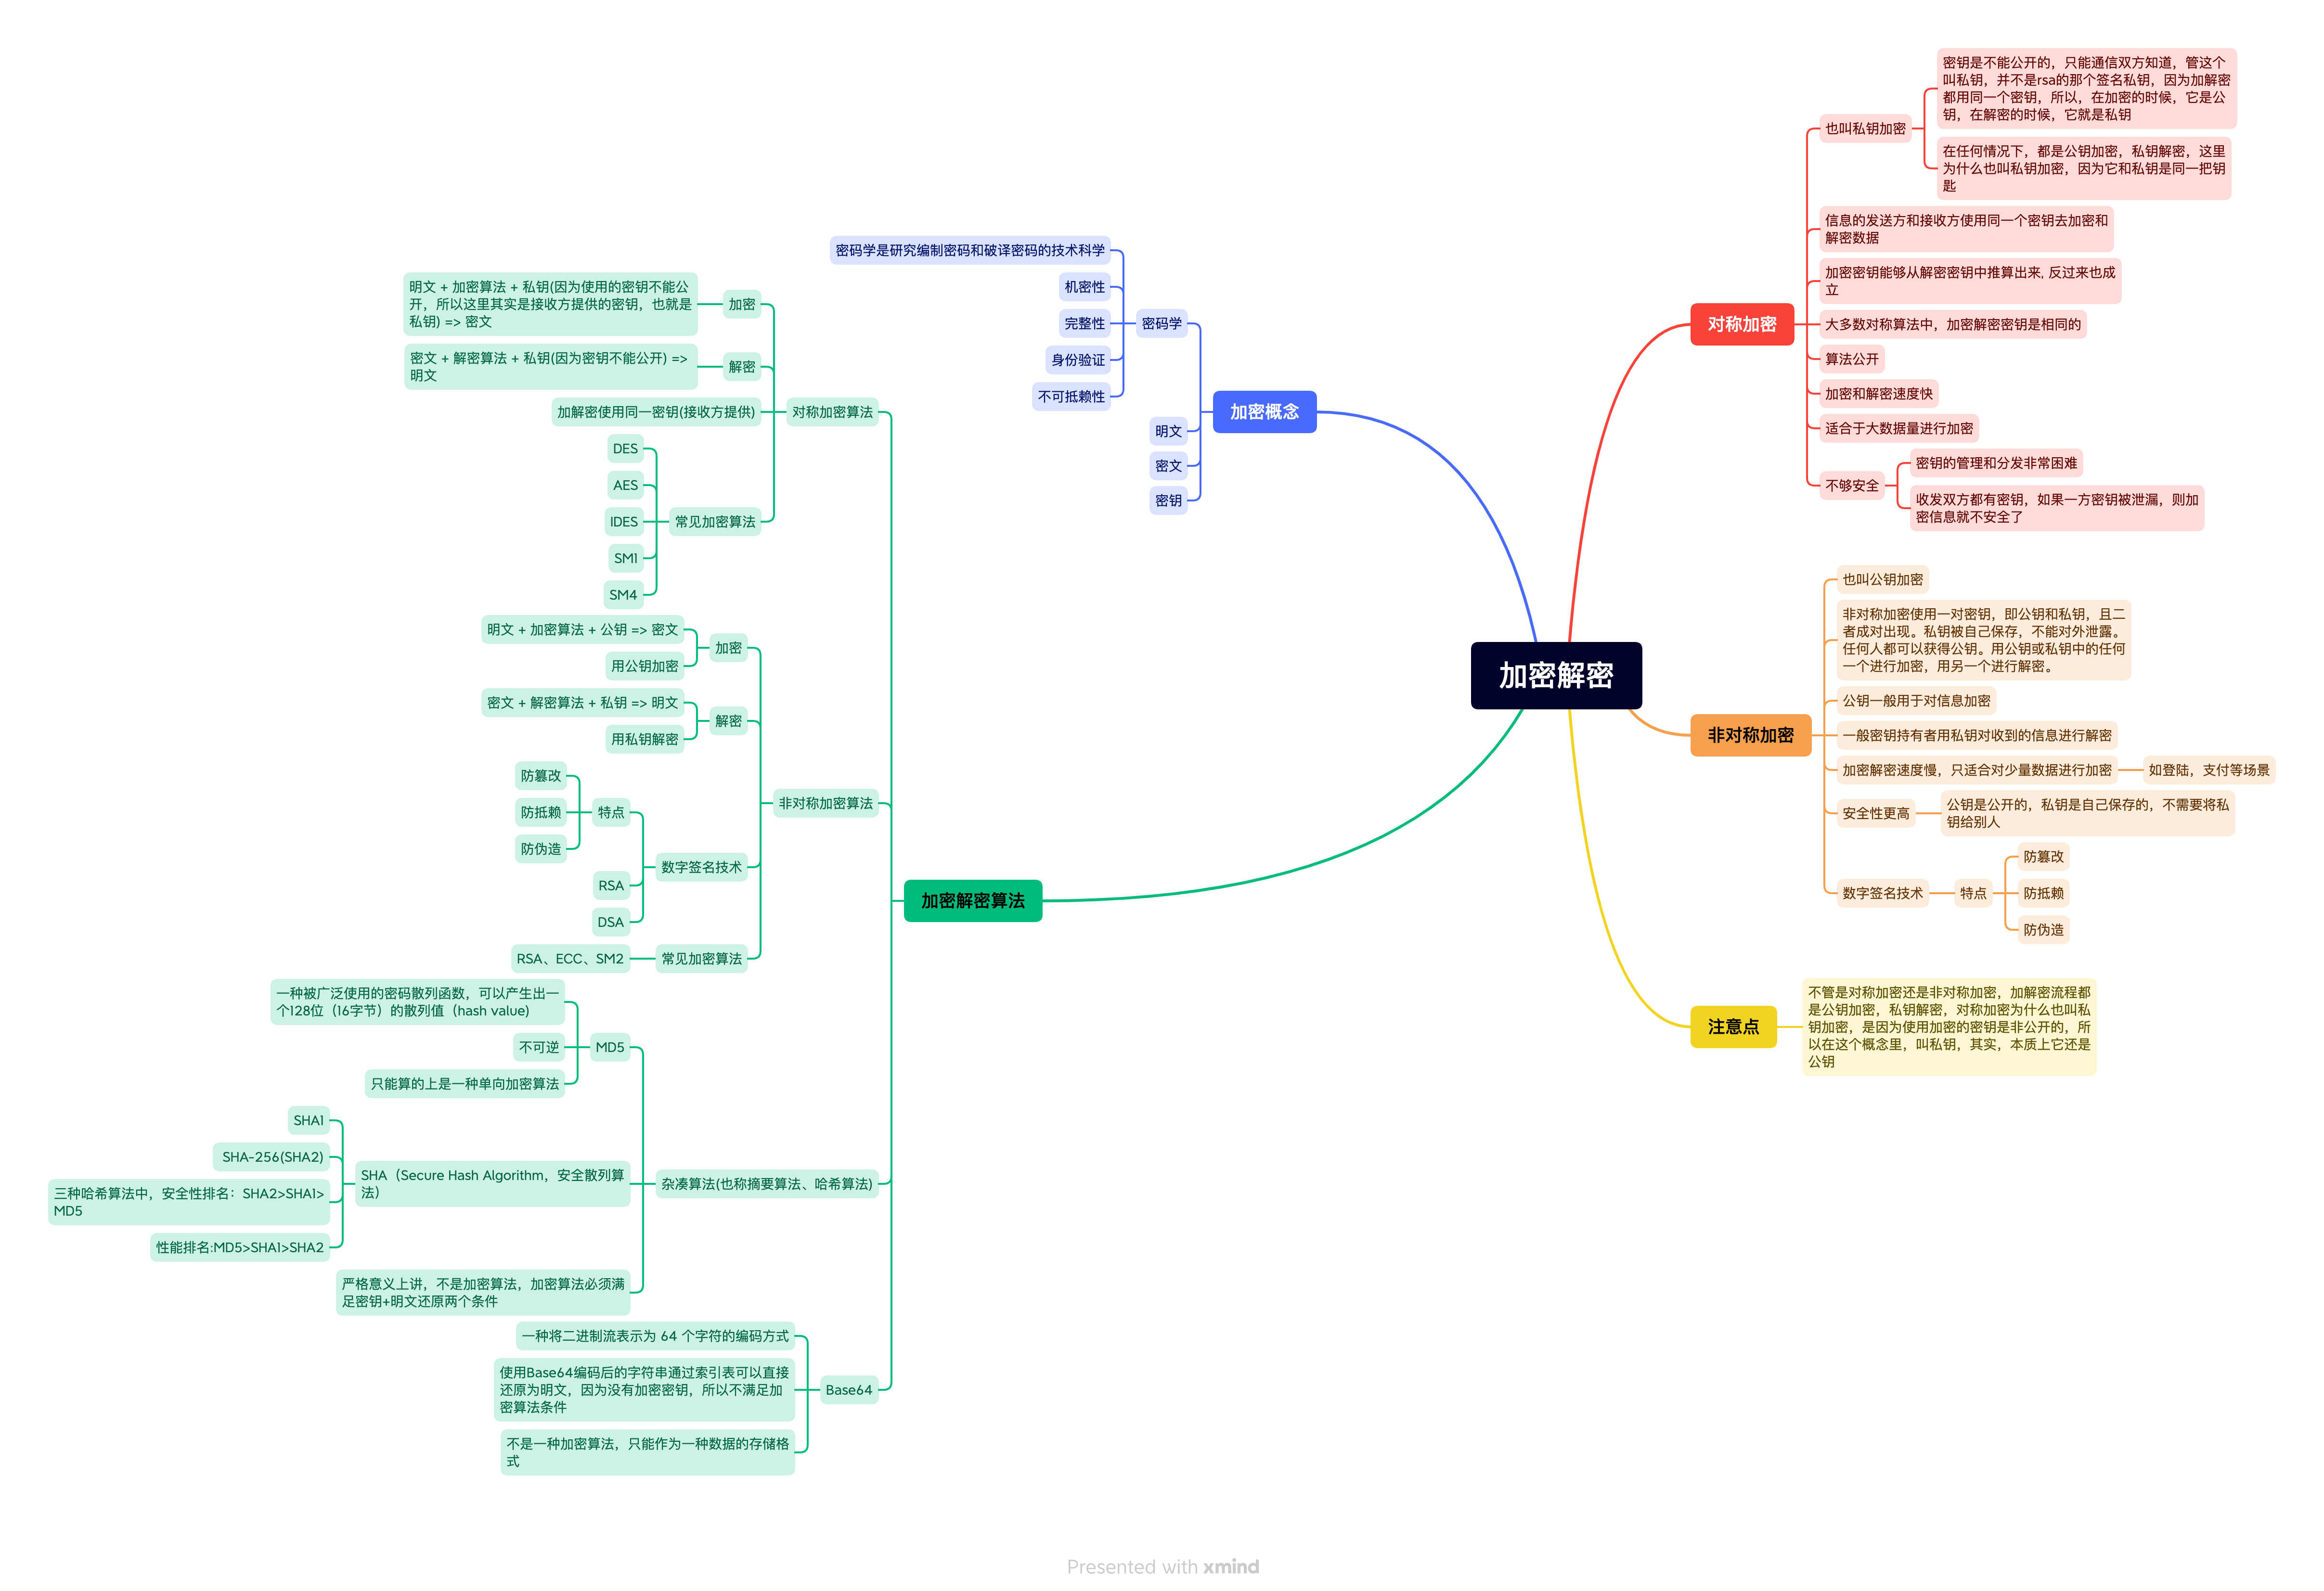 加密解密
对称加密
也叫私钥加密
密钥是不能公开的，只能通信双方知道，管这个
叫私钥，并不是rsa的那个签名私钥，因为加解密
都用同一个密钥，所以，在加密的时候，它是公
钥，在解密的时候，它就是私钥
在任何情况下，都是公钥加密，私钥解密，这里
为什么也叫私钥加密，因为它和私钥是同一把钥
匙
信息的发送方和接收方使用同一个密钥去加密和
解密数据
加密密钥能够从解密密钥中推算出来, 反过来也成
立
大多数对称算法中，加密解密密钥是相同的
算法公开
加密和解密速度快
适合于大数据量进行加密
不够安全
密钥的管理和分发非常困难
收发双方都有密钥，如果一方密钥被泄漏，则加
密信息就不安全了
非对称加密
也叫公钥加密
非对称加密使用一对密钥，即公钥和私钥，且二
者成对出现。私钥被自己保存，不能对外泄露。
任何人都可以获得公钥。用公钥或私钥中的任何
一个进行加密，用另一个进行解密。
公钥一般用于对信息加密
一般密钥持有者用私钥对收到的信息进行解密
加密解密速度慢，只适合对少量数据进行加密
如登陆，支付等场景
安全性更高
公钥是公开的，私钥是自己保存的，不需要将私
钥给别人
数字签名技术
特点
防篡改
防抵赖
防伪造
注意点
不管是对称加密还是非对称加密，加解密流程都
是公钥加密，私钥解密，对称加密为什么也叫私
钥加密，是因为使用加密的密钥是非公开的，所
以在这个概念里，叫私钥，其实，本质上它还是
公钥
加密概念
密码学
密码学是研究编制密码和破译密码的技术科学
机密性
完整性
身份验证
不可抵赖性
明文
密文
密钥
加密解密算法
对称加密算法
加密
明文 + 加密算法 + 私钥(因为使用的密钥不能公
开，所以这里其实是接收方提供的密钥，也就是
私钥) => 密文
解密
密文 + 解密算法 + 私钥(因为密钥不能公开) =>
明文
加解密使用同一密钥(接收方提供)
常见加密算法
DES
AES
IDES
SM1
SM4
非对称加密算法
加密
明文 + 加密算法 + 公钥 => 密文
用公钥加密
解密
密文 + 解密算法 + 私钥 => 明文
用私钥解密
数字签名技术
特点
防篡改
防抵赖
防伪造
RSA
DSA
常见加密算法
RSA、ECC、SM2
杂凑算法(也称摘要算法、哈希算法)
MD5
一种被广泛使用的密码散列函数，可以产生出一
个128位（16字节）的散列值（hash value)
不可逆
只能算的上是一种单向加密算法
SHA（Secure Hash Algorithm，安全散列算
法）
SHA1
SHA-256(SHA2)
三种哈希算法中，安全性排名：SHA2>SHA1>
MD5
性能排名:MD5>SHA1>SHA2
严格意义上讲，不是加密算法，加密算法必须满
足密钥+明文还原两个条件
Base64
一种将二进制流表示为 64 个字符的编码方式
使用Base64编码后的字符串通过索引表可以直接
还原为明文，因为没有加密密钥，所以不满足加
密算法条件
不是一种加密算法，只能作为一种数据的存储格
式
Presented with xmind